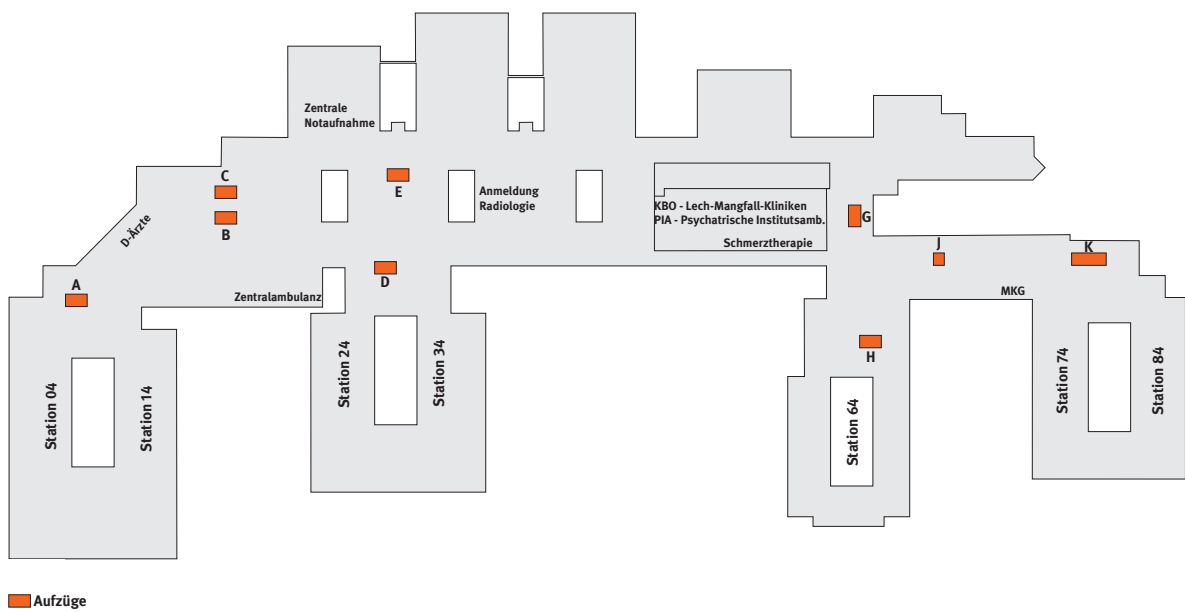 Zentrale
Notaufnahme
C
E
Anmeldung
Radiologie
KBO - Lech-Mangfall-Kliniken
PIA - Psychatrische Institutsamb.
G
D-Ärzte
B
Schmerztherapie
J
K
A
D
Zentralambulanz
MKG
H
Station 04
Station 14
Station 24
Station 34
Station 64
Station 74
Station 84
Aufzüge